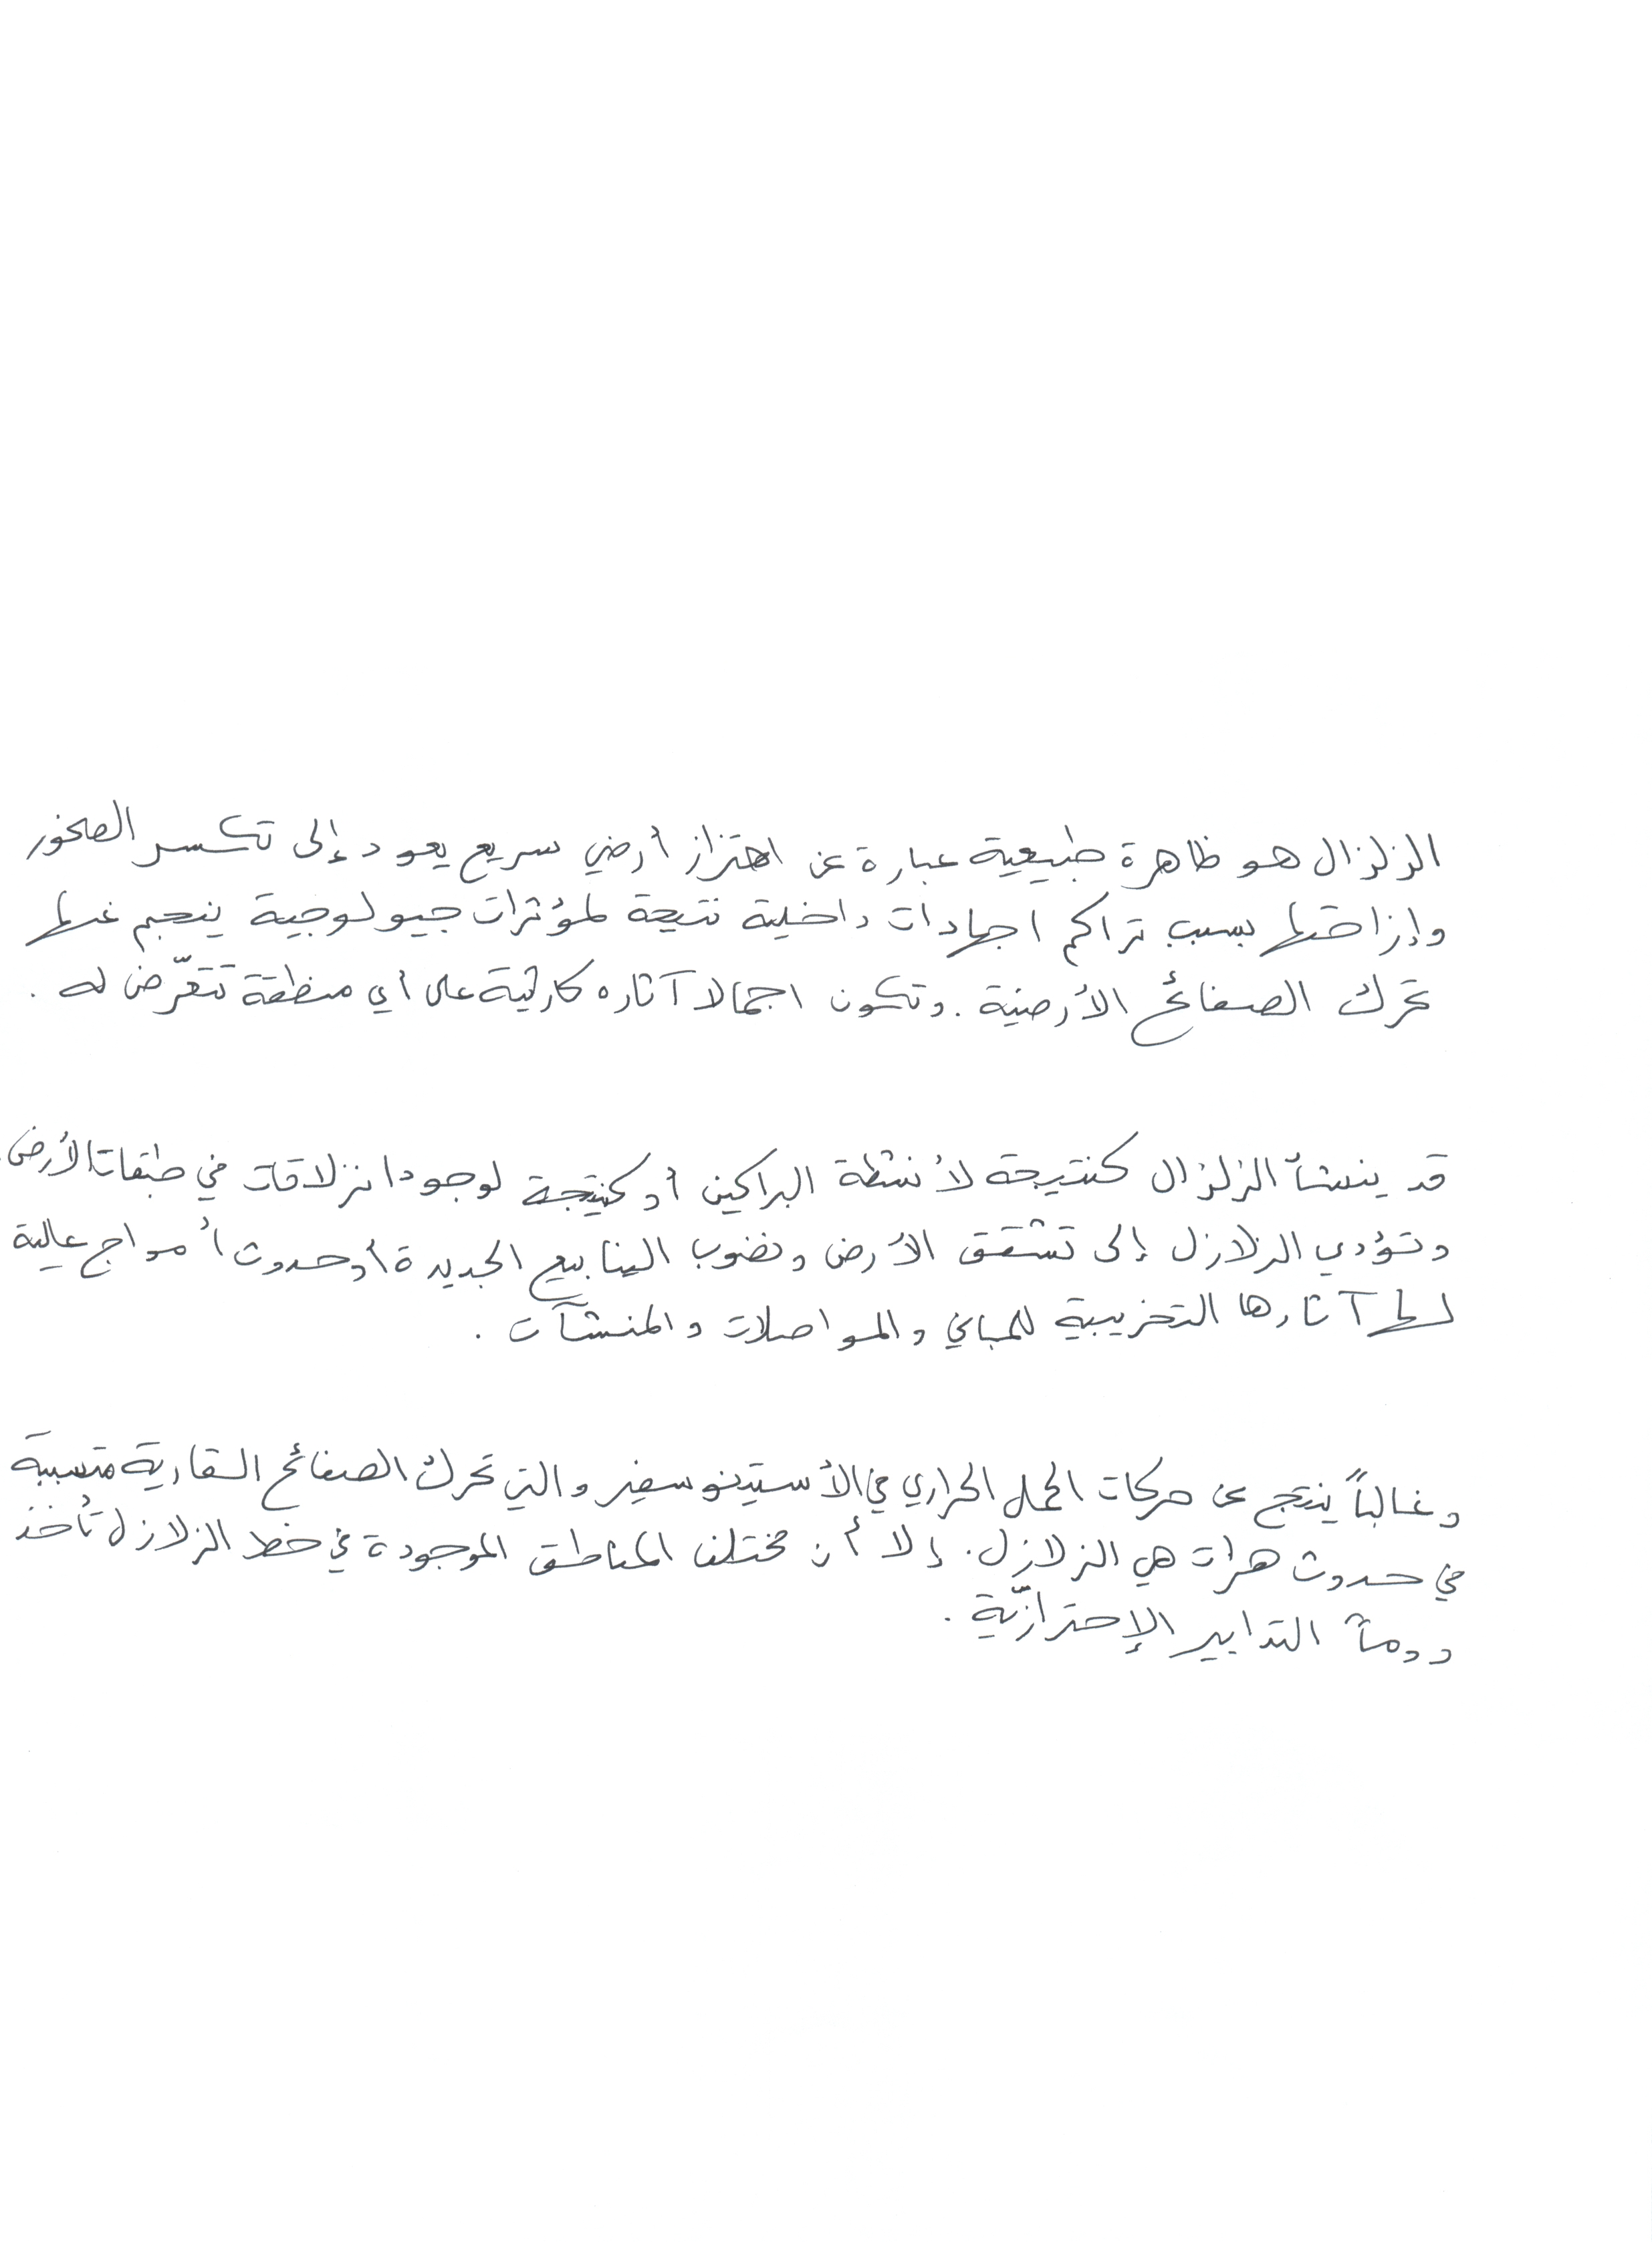 الزلزال هو ظاهرة طبيعية عبارة عن اهتزاز أرضي سريع يعود إلى تكسر الصخور
وإزاحتها بسبب تراكم اجهادات داخلية نتيجة لمؤثرات جيولوجية ينجم عنها
تحرك الصفائح الأرضية. وتكون اجمالا آثاره كارثية على أي منطقة تتعرّض له.
قد ينشأ الزلزال كنتيجة لأنشطة البراكين أو كنتيجة لوجود انزلاقات في طبقات الأرض.
وتؤدي الزلازل إلى تشقق الأرض ونضوب الينابيع الجديدة أو حدوث أمواج عالية
لها آثارها التخريبية للمباني والمواصلات والمنشآت.
وغالباً ينتج عن حركات الحمل الحراري في الأستينوسفير والتي تحرك الصفائح القارية متسببة
في حدوث هزات هي الزلازل. إلا أن مختلف المناطق الموجودة في خط الزلازل تأخذ
دوماً التدابير الإحترازيّة.